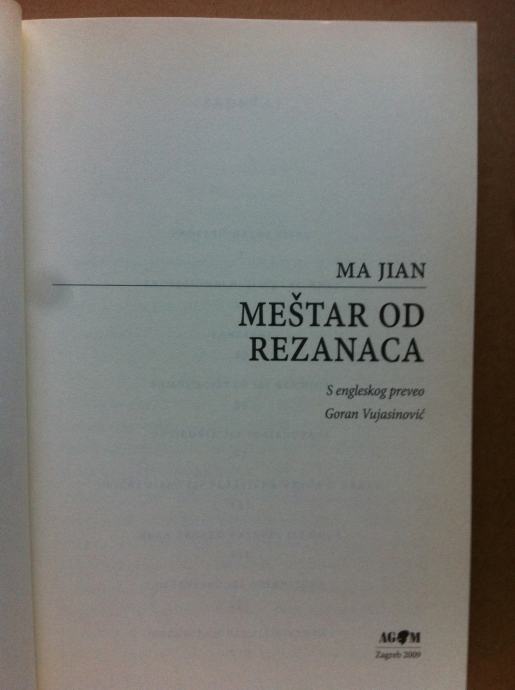 MA JIAN
MEŠTAR OD
REZANACA
S engleskog preveo
Goran Vujasinović
AGM
Zagreb 2009